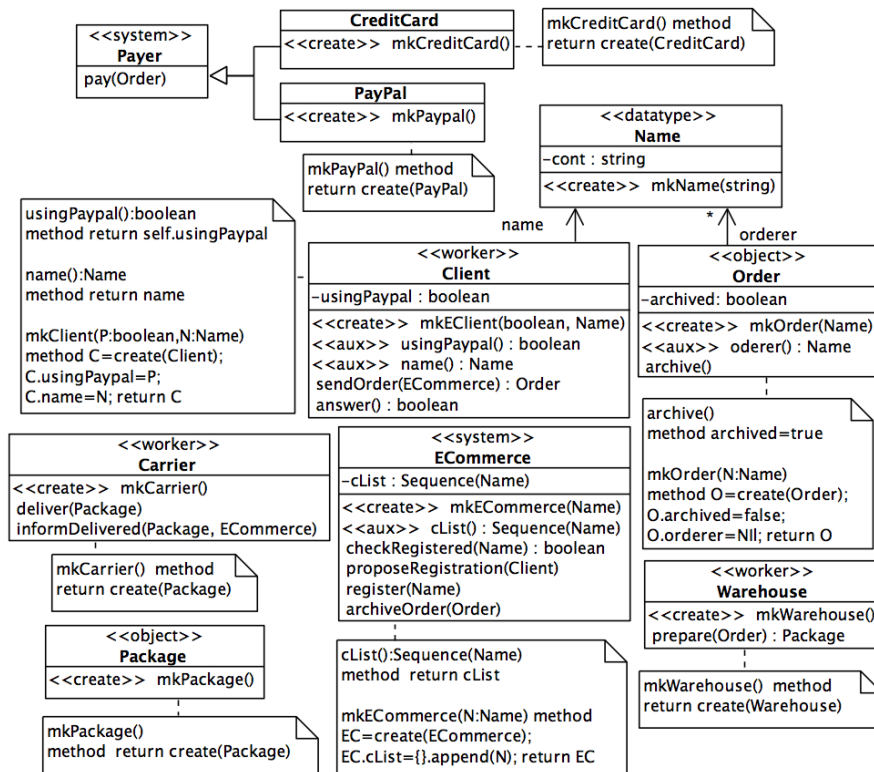 <<system>>
Payer
pay(Order)
CreditCard
<<create>> mkCreditCard()
mkCreditCard() method
return create(CreditCard)
PayPal
<<create>> mkPaypal()
mkPayPal() method
return create(PayPal)
<<datatype>>
Name
-cont : string
<<create>> mkName(string)
name
*
orderer
usingPaypal():boolean
method return self.usingPaypal
name():Name
method return name
mkClient(P:boolean,N:Name)
method C=create(Client);
C.usingPaypal=P;
C.name=N; return C
<<worker>>
Client
-usingPaypal : boolean
<<create>> mkEClient(boolean, Name)
<<aux>> usingPaypal() : boolean
<<aux>> name() : Name
sendOrder(ECommerce) : Order
answer() : boolean
<<object>>
Order
-archived: boolean
<<create>> mkOrder(Name)
<<aux>> oderer() : Name
archive()
archive()
method archived=true
mkOrder(N:Name)
method O=create(Order);
O.archived=false;
O.orderer=NIl; return O
<<worker>>
Carrier
<<create>> mkCarrier()
deliver(Package)
informDelivered(Package, ECommerce)
mkCarrier() method
return create(Package)
<<system>>
ECommerce
-cList : Sequence(Name)
<<create>> mkECommerce(Name)
<<aux>> cList() : Sequence(Name)
checkRegistered(Name) : boolean
proposeRegistration(Client)
register(Name)
archiveOrder(Order)
<<worker>>
Warehouse
<<create>> mkWarehouse()
prepare(Order) : Package
mkWarehouse() method
return create(Warehouse)
<<object>>
Package
<<create>> mkPackage()
mkPackage()
method return create(Package)
cList():Sequence(Name)
method return cList
mkECommerce(N:Name) method
EC=create(ECommerce);
EC.cList={}.append(N); return EC